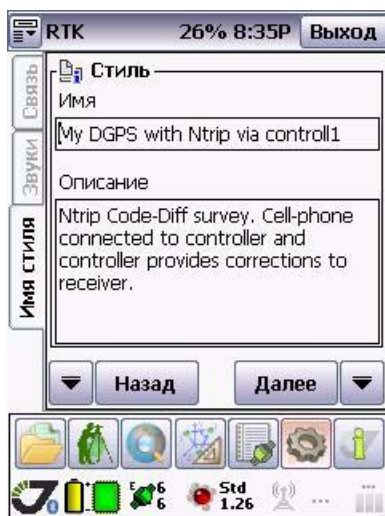 RTK 26% 8:35P Выход
Связь
Звуки
Имя стиля
Стиль
Имя
My DGPS with Ntrip via controll1
Описание
Ntrip Code-Diff survey. Cell-phone
connected to controller and
controller provides corrections to
receiver.
Назад Далее
E 6
6
Std
1.26
...